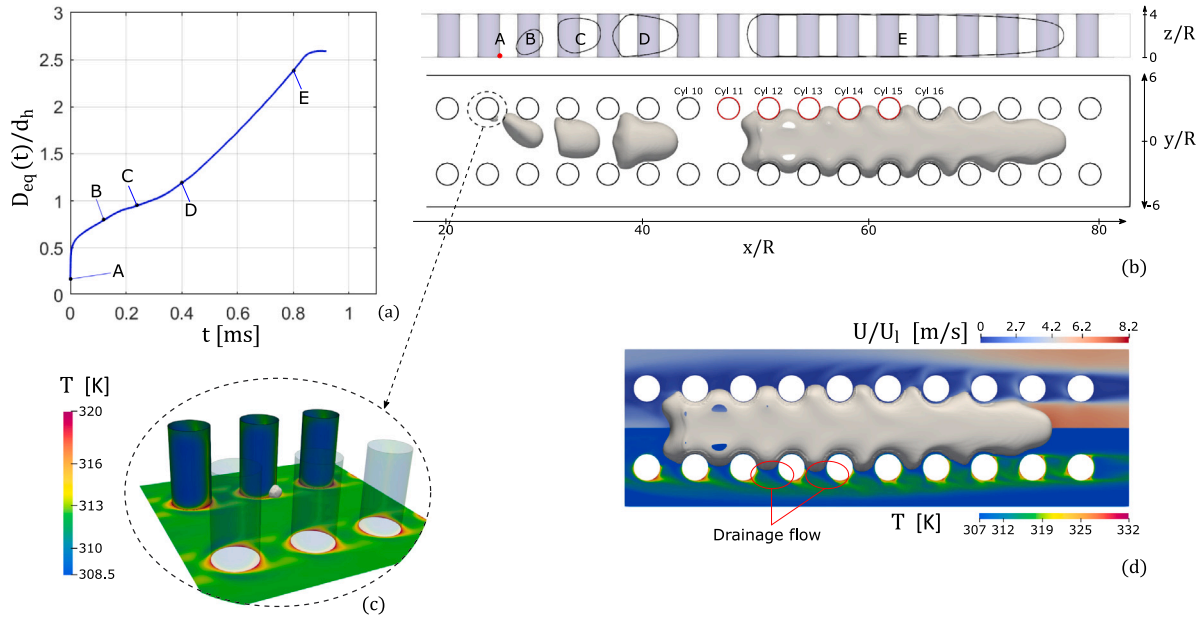 3
2.5
2
1.5
1
0.5
0
D_eq(t)/d_h
A
B
C
D
E
0 0.2 0.4 0.6 0.8 1
t [ms]
(a)
A B C D E
4
z/R
0
6
Cyl 10 Cyl 11 Cyl 12 Cyl 13 Cyl 14 Cyl 15 Cyl 16
0 y/R
-6
20 40 60 80
x/R
(b)
T [K]
320
316
313
310
308.5
(c)
U/U_l [m/s]
0 2.7 4.2 6.2 8.2
Drainage flow
T [K]
307 312 319 325 332
(d)